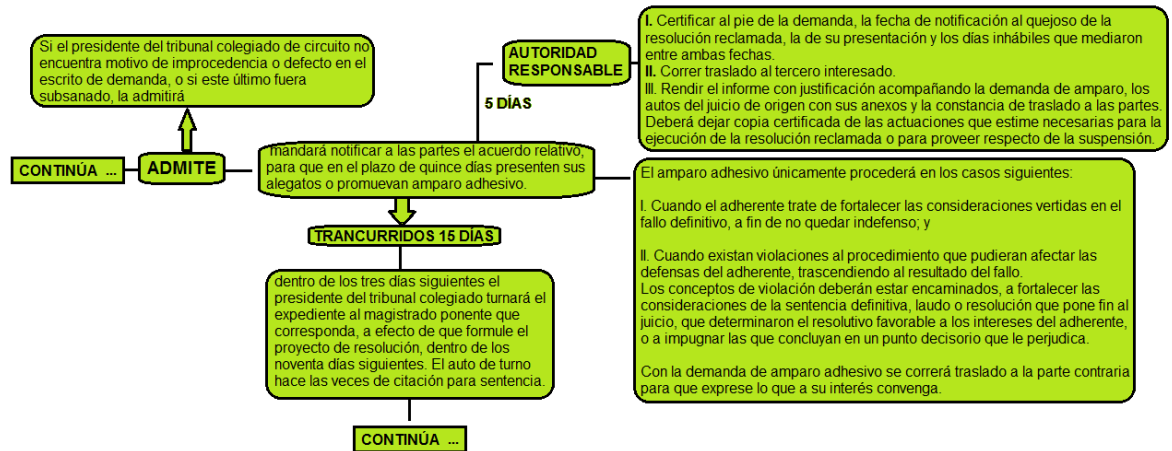 Si el presidente del tribunal colegiado de circuito no
encuentra motivo de improcedencia o defecto en el
escrito de demanda, o si este último fuera
subsanado, la admitirá
CONTINÚA ...
ADMITE
mandará notificar a las partes el acuerdo relativo,
para que en el plazo de quince días presenten sus
alegatos o promuevan amparo adhesivo.
5 DÍAS
AUTORIDAD
RESPONSABLE
I. Certificar al pie de la demanda, la fecha de notificación al quejoso de la
resolución reclamada, la de su presentación y los días inhábiles que mediaron
entre ambas fechas.
II. Correr traslado al tercero interesado.
III. Rendir el informe con justificación acompañando la demanda de amparo, los
autos del juicio de origen con sus anexos y la constancia de traslado a las partes.
Deberá dejar copia certificada de las actuaciones que estime necesarias para la
ejecución de la resolución reclamada o para proveer respecto de la suspensión.
El amparo adhesivo únicamente procederá en los casos siguientes:
I. Cuando el adherente trate de fortalecer las consideraciones vertidas en el
fallo definitivo, a fin de no quedar indefenso; y
II. Cuando existan violaciones al procedimiento que pudieran afectar las
defensas del adherente, trascendiendo al resultado del fallo.
Los conceptos de violación deberán estar encaminados, a fortalecer las
consideraciones de la sentencia definitiva, laudo o resolución que pone fin al
juicio, que determinaron el resolutivo favorable a los intereses del adherente,
o a impugnar las que concluyan en un punto decisorio que le perjudica.
Con la demanda de amparo adhesivo se correrá traslado a la parte contraria
para que exprese lo que a su interés convenga.
TRANCURRIDOS 15 DÍAS
dentro de los tres días siguientes el
presidente del tribunal colegiado turnará el
expediente al magistrado ponente que
corresponda, a efecto de que formule el
proyecto de resolución, dentro de los
noventa días siguientes. El auto de turno
hace las veces de citación para sentencia.
CONTINÚA ...